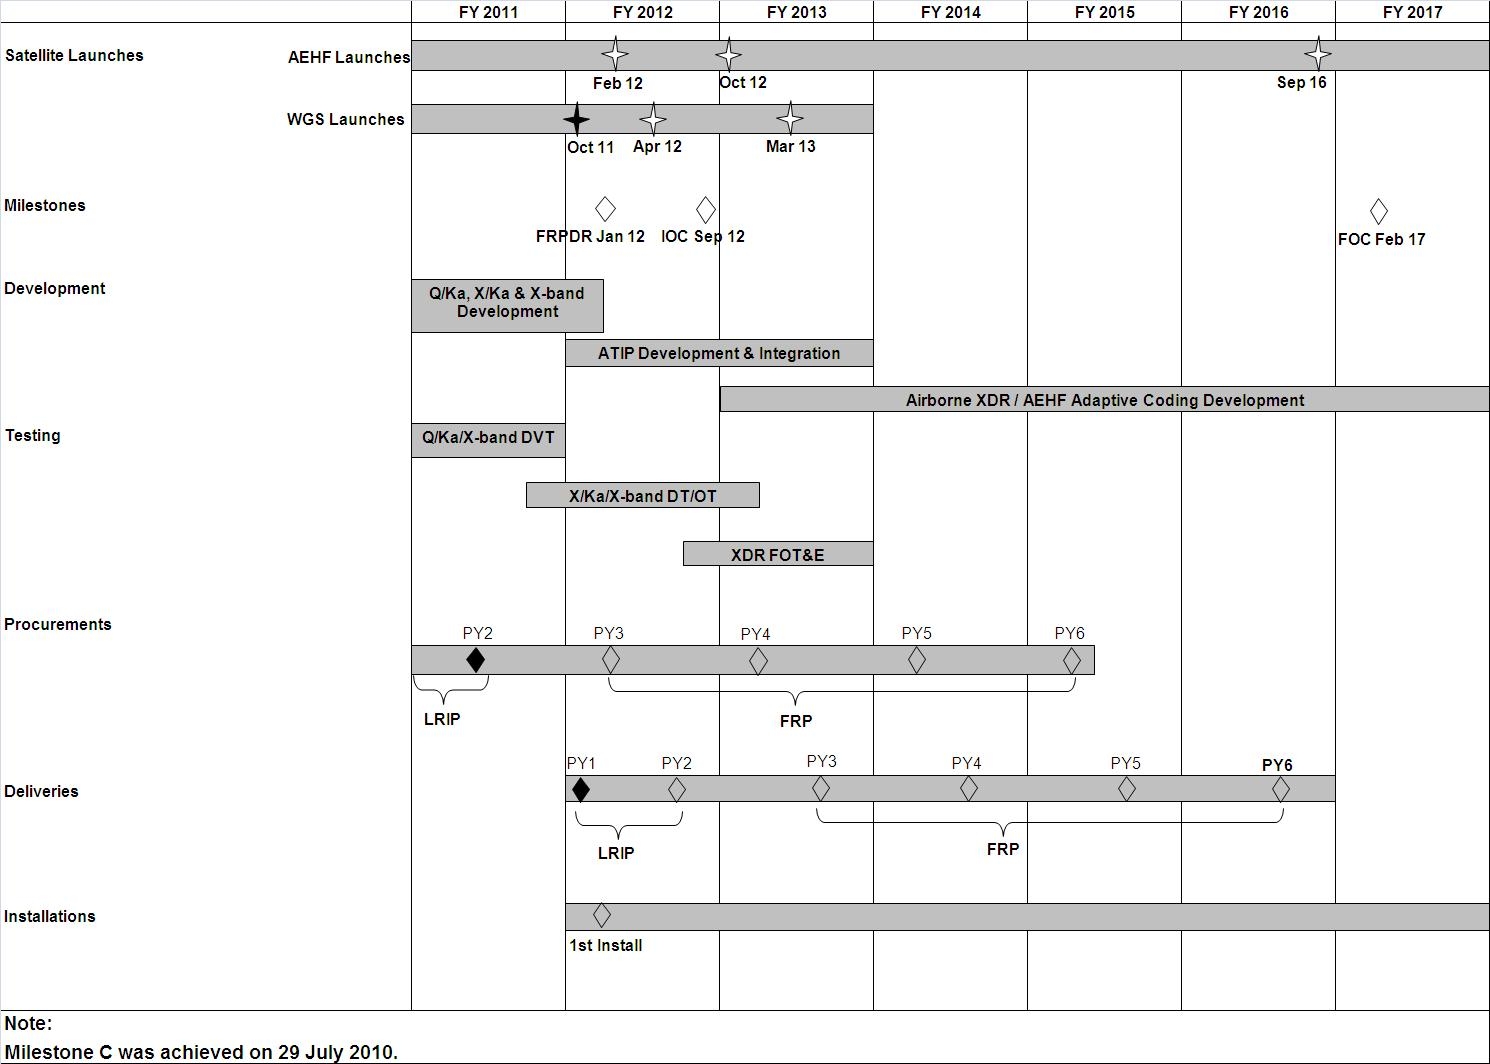 FY 2011 FY 2012 FY 2013 FY 2014 FY 2015 FY 2016 FY 2017
Satellite Launches AEHF Launches
Feb 12 Oct 12 Sep 16
WGS Launches
Oct 11 Apr 12 Mar 13
Milestones
FRPDR Jan 12 IOC Sep 12 FOC Feb 17
Development
Q/Ka, X/Ka & X-band
Development
ATIP Development & Integration
Airborne XDR / AEHF Adaptive Coding Development
Testing
Q/Ka/X-band DVT
X/Ka/X-band DT/OT
XDR FOT&E
Procurements
PY2 PY3 PY4 PY5 PY6
LRIP FRP
PY1 PY2 PY3 PY4 PY5 PY6
Deliveries
LRIP FRP
Installations
1st Install
Note:
Milestone C was achieved on 29 July 2010.